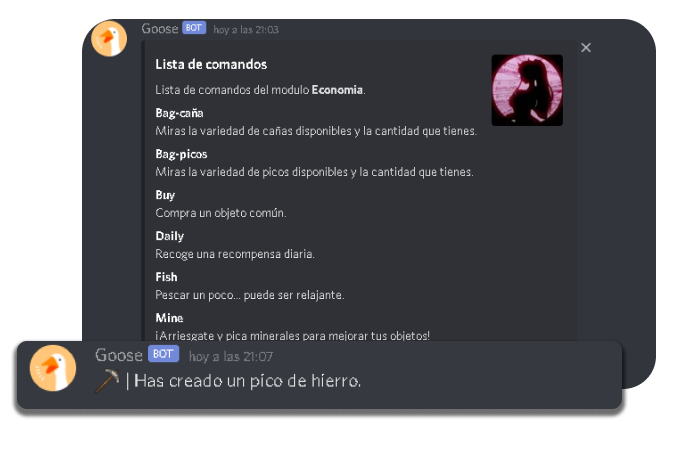 Goose BOT hoy a las 21:03
Lista de comandos
Lista de comandos del modulo Economia.
Bag-caña
Miras la variedad de cañas disponibles y la cantidad que tienes.
Bag-picos
Miras la variedad de picos disponibles y la cantidad que tienes.
Buy
Compra un objeto común.
Daily
Recoge una recompensa diaria.
Fish
Pescar un poco... puede ser relajante.
Mine
¡Arriesgate y pica minerales para mejorar tus objetos!
Goose BOT hoy a las 21:07
| Has creado un pico de hierro.